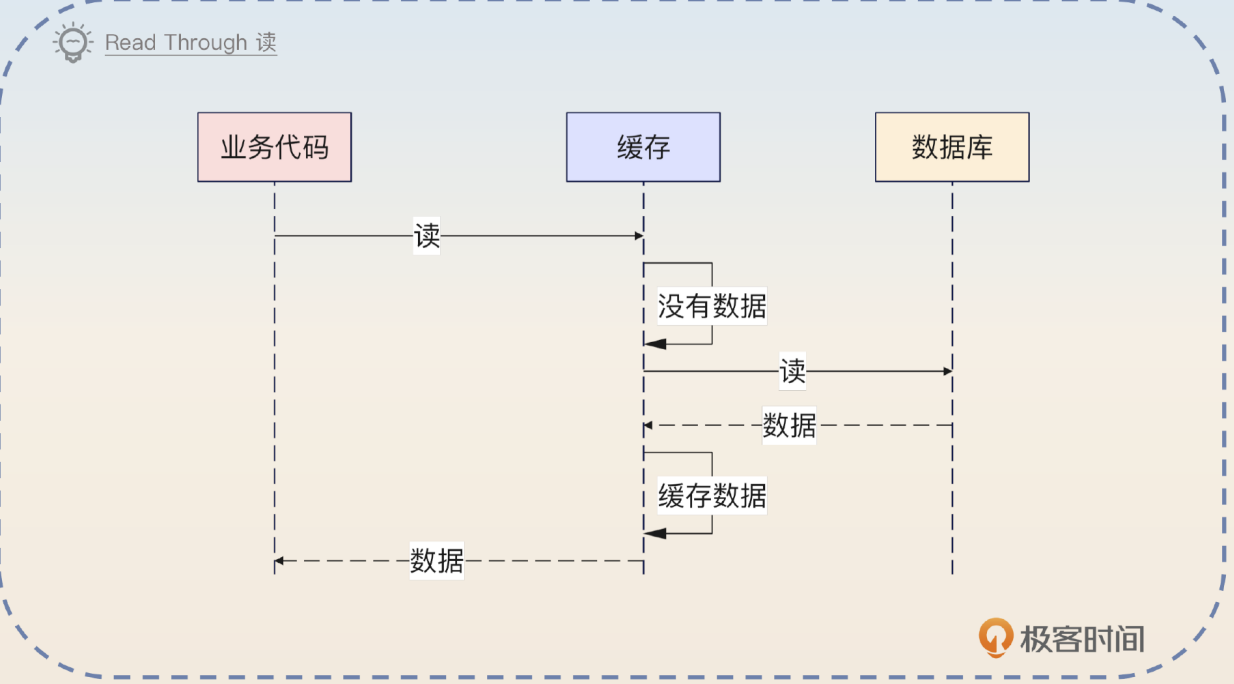 Read Through 读
业务代码
缓存
数据库
读
没有数据
读
数据
缓存数据
数据
极客时间